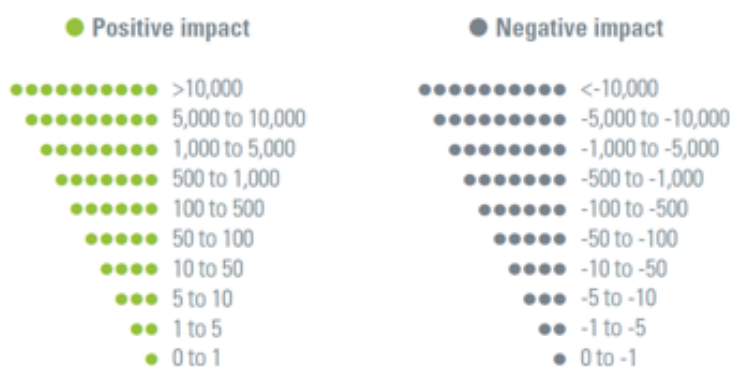 Positive impact
>10,000
5,000 to 10,000
1,000 to 5,000
500 to 1,000
100 to 500
50 to 100
10 to 50
5 to 10
1 to 5
0 to 1
Negative impact
<-10,000
-5,000 to -10,000
-1,000 to -5,000
-500 to -1,000
-100 to -500
-50 to -100
-10 to -50
-5 to -10
-1 to -5
0 to -1